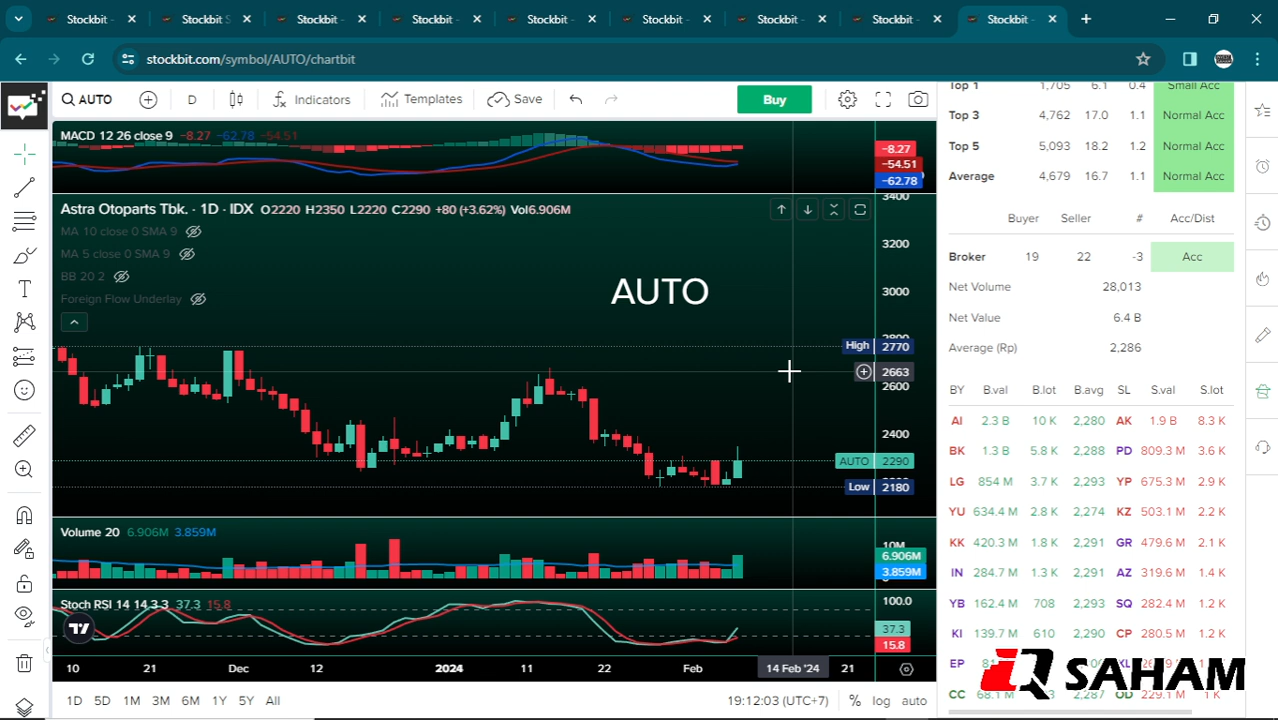 Stockbit -
Stockbit S
Stockbit -
Stockbit -
Stockbit -
Stockbit -
Stockbit -
Stockbit -
Stockbit -
stockbit.com/symbol/AUTO/chartbit
AUTO
D
Indicators
Templates
Save
Buy
MACD 12 26 close 9 −8.27 −62.78 −54.51
−8.27
−54.51
−62.78
Astra Otoparts Tbk. · 1D · IDX O2220 H2350 L2220 C2290 +80 (+3.62%) Vol6.906M
MA 10 close 0 SMA 9
MA 5 close 0 SMA 9
BB 20 2
Foreign Flow Underlay
AUTO
3400
3200
3000
2800
High 2770
2663
2600
2400
AUTO 2290
Low 2180
Volume 20 6.906M 3.859M
10M
6.906M
3.859M
Stoch RSI 14 14 3 3 37.3 15.8
100.0
37.3
15.8
10 21 Dec 12 2024 11 22 Feb 14 Feb '24 21
1D 5D 1M 3M 6M 1Y 5Y All
19:12:03 (UTC+7) % log auto
Top 1 1,705 6.1 0.4 Small Acc
Top 3 4,762 17.0 1.1 Normal Acc
Top 5 5,093 18.2 1.2 Normal Acc
Average 4,679 16.7 1.1 Normal Acc
Buyer Seller # Acc/Dist
Broker 19 22 -3 Acc
Net Volume 28,013
Net Value 6.4 B
Average (Rp) 2,286
BY B.val B.lot B.avg SL S.val S.lot
AI 2.3 B 10 K 2,280 AK 1.9 B 8.3 K
BK 1.3 B 5.8 K 2,288 PD 809.3 M 3.6 K
LG 854 M 3.7 K 2,293 YP 675.3 M 2.9 K
YU 634.4 M 2.8 K 2,274 KZ 503.1 M 2.2 K
KK 420.3 M 1.8 K 2,291 GR 479.6 M 2.1 K
IN 284.7 M 1.3 K 2,291 AZ 319.6 M 1.4 K
YB 162.4 M 708 2,293 SQ 282.4 M 1.2 K
KI 139.7 M 610 2,290 CP 280.5 M 1.2 K
EP
CC 68.1 M 2,287 OD 229.1 M 1 K
IQ SAHAM